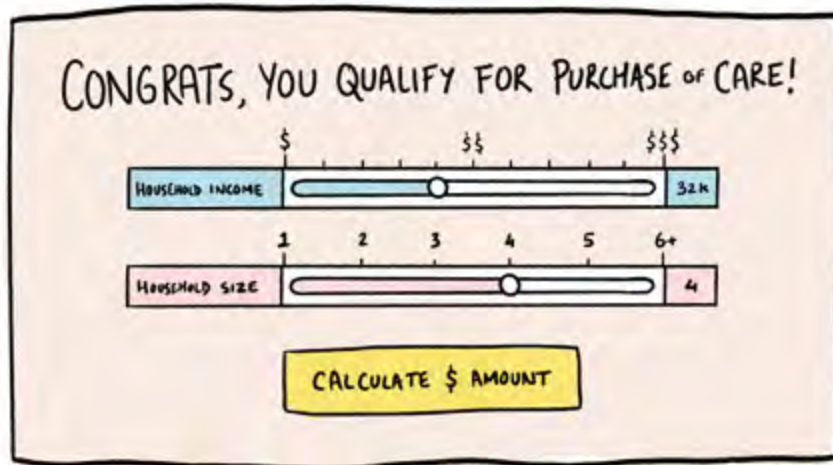 CONGRATS, YOU QUALIFY FOR PURCHASE OF CARE!
$ $$ $$$
HOUSEHOLD INCOME 32K
1 2 3 4 5 6+
HOUSEHOLD SIZE 4
CALCULATE $ AMOUNT